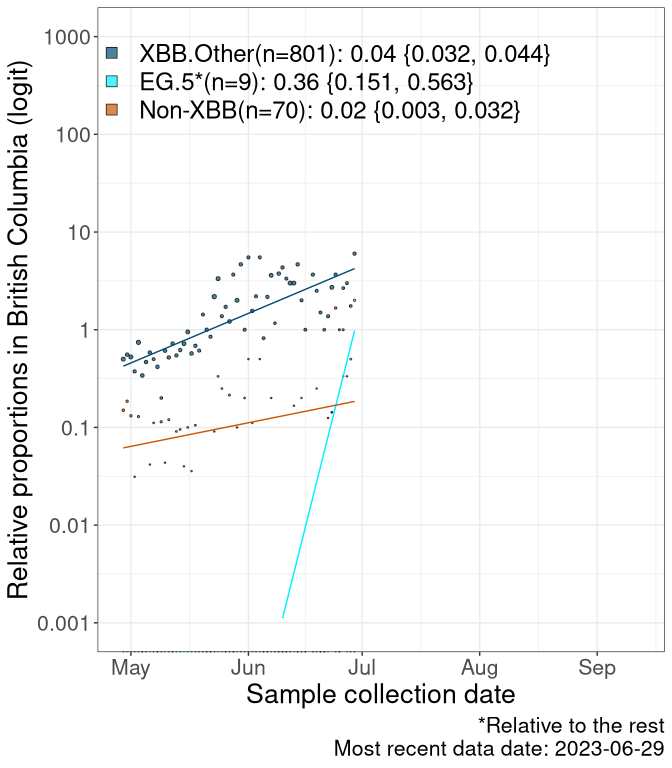 XBB.Other(n=801): 0.04 {0.032, 0.044}
EG.5*(n=9): 0.36 {0.151, 0.563}
Non-XBB(n=70): 0.02 {0.003, 0.032}
Relative proportions in British Columbia (logit)
1000
100
10
1
0.1
0.01
0.001
May Jun Jul Aug Sep
Sample collection date
*Relative to the rest
Most recent data date: 2023-06-29